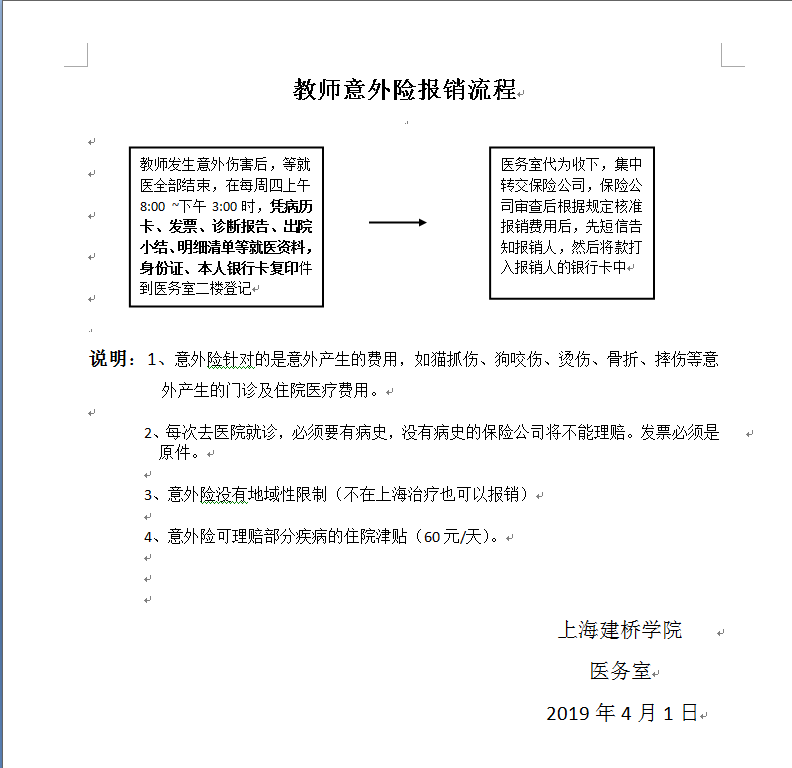 教师意外险报销流程
教师发生意外伤害后，等就
医全部结束，在每周四上午
8:00 ~下午 3:00 时，凭病历
卡、发票、诊断报告、出院
小结、明细清单等就医资料，
身份证、本人银行卡复印件
到医务室二楼登记
医务室代为收下，集中
转交保险公司，保险公
司审查后根据规定核准
报销费用后，先短信告
知报销人，然后将款打
入报销人的银行卡中
说明：1、意外险针对的是意外产生的费用，如猫抓伤、狗咬伤、烫伤、骨折、摔伤等意
外产生的门诊及住院医疗费用。
2、每次去医院就诊，必须要有病史，没有病史的保险公司将不能理赔。发票必须是
原件。
3、意外险没有地域性限制（不在上海治疗也可以报销）
4、意外险可理赔部分疾病的住院津贴（60 元/天）。
上海建桥学院
医务室
2019 年 4 月 1 日